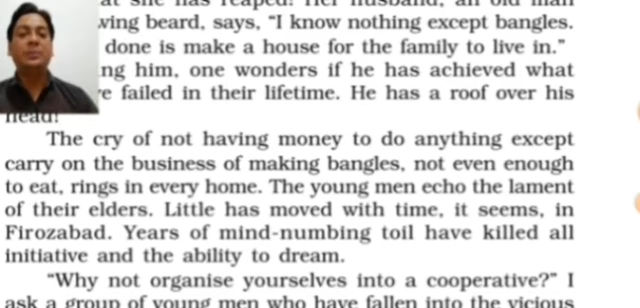 at she has reaped! Her husband, an old man
wing beard, says, “I know nothing except bangles.
done is make a house for the family to live in.”
ng him, one wonders if he has achieved what
e failed in their lifetime. He has a roof over his
head!
The cry of not having money to do anything except
carry on the business of making bangles, not even enough
to eat, rings in every home. The young men echo the lament
of their elders. Little has moved with time, it seems, in
Firozabad. Years of mind-numbing toil have killed all
initiative and the ability to dream.
“Why not organise yourselves into a cooperative?” I
ask a group of young men who have fallen into the vicious